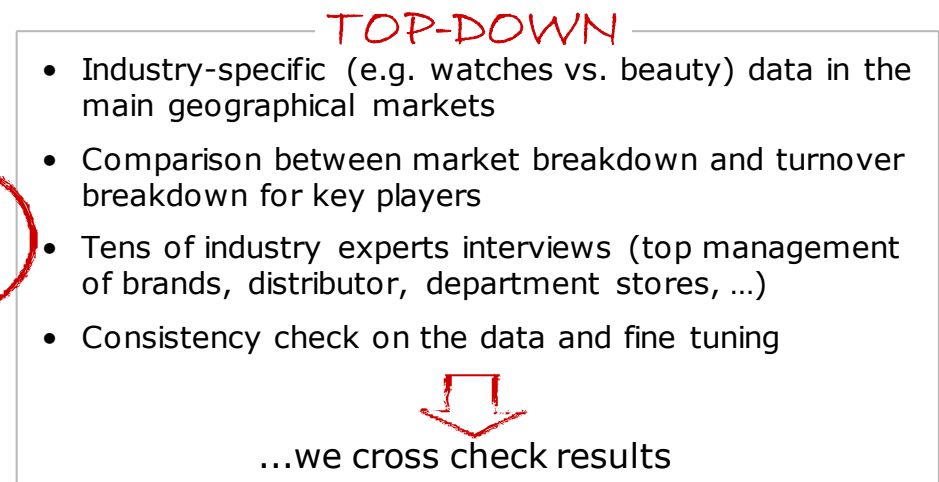 TOP-DOWN
• Industry-specific (e.g. watches vs. beauty) data in the
main geographical markets
• Comparison between market breakdown and turnover
breakdown for key players
• Tens of industry experts interviews (top management
of brands, distributor, department stores, …)
• Consistency check on the data and fine tuning
...we cross check results